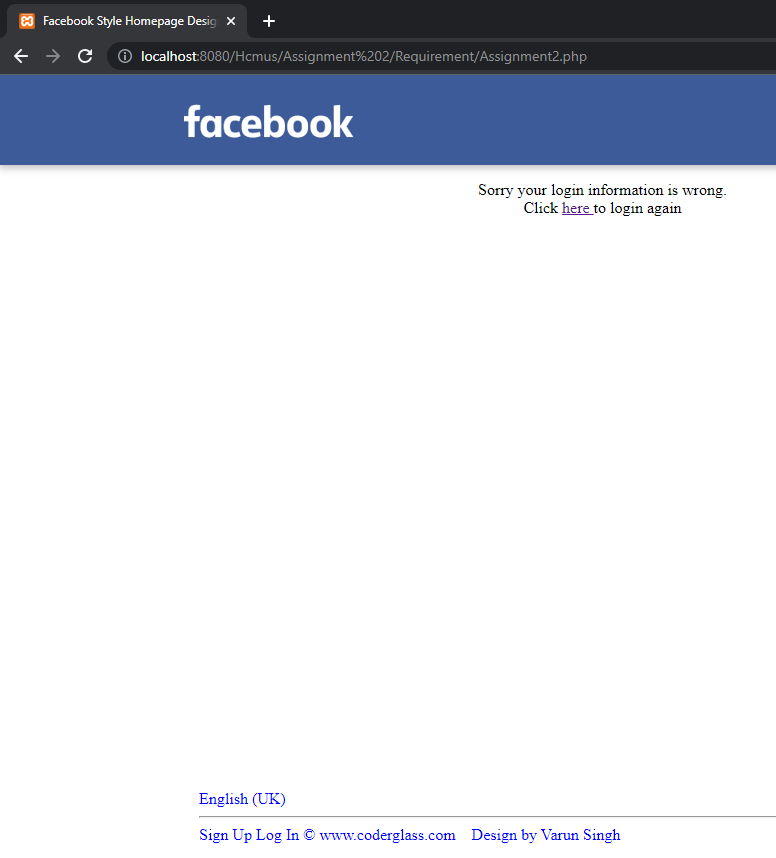 Facebook Style Homepage Desig
localhost:8080/Hcmus/Assignment%202/Requirement/Assignment2.php
facebook
Sorry your login information is wrong.
Click here to login again
English (UK)
Sign Up Log In © www.coderglass.com Design by Varun Singh